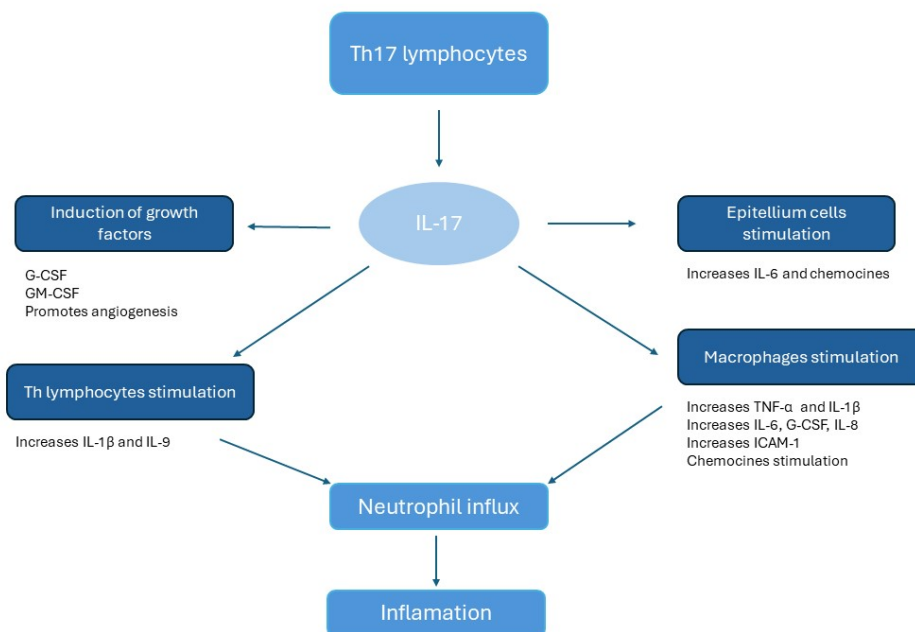 Th17 lymphocytes
IL-17
Induction of growth
factors
G-CSF
GM-CSF
Promotes angiogenesis
Epitellium cells
stimulation
Increases IL-6 and chemocines
Th lymphocytes stimulation
Increases IL-1β and IL-9
Macrophages stimulation
Increases TNF-α and IL-1β
Increases IL-6, G-CSF, IL-8
Increases ICAM-1
Chemocines stimulation
Neutrophil influx
Inflamation